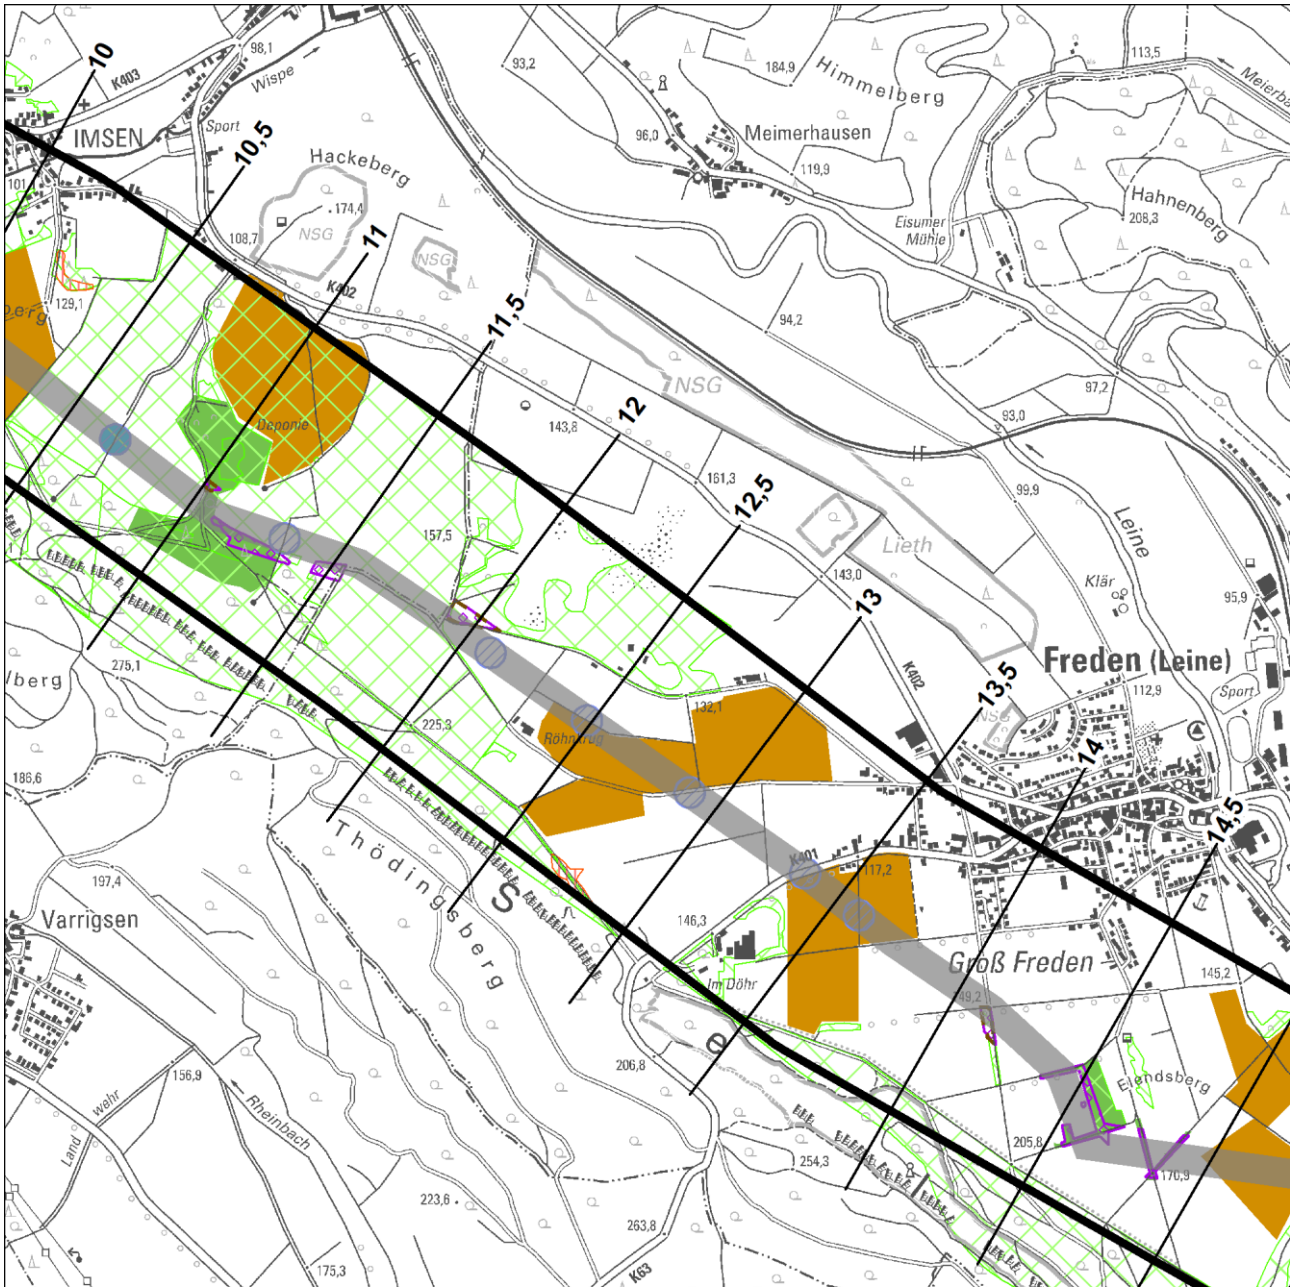 10
K403
98,1
Wispe
IMSEN
Sport
10,5
101
Hackeberg
174,4
NSG
108,7
11
K402
NSG
129,1
berg
11,5
93,2
184,9
Himmelberg
113,5
96,0
Meimerhausen
119,9
Eisumer
Mühle
Hahnenberg
208,3
94,2
NSG
97,2
93,0
12
143,8
161,3
12,5
99,9
Leine
Lieth
Deponie
157,5
143,0
13
Klär
95,9
K402
Freden (Leine)
112,9
Sport
13,5
NSG
14
14,5
275,1
lberg
225,3
132,1
Röhnkrug
186,6
Thödingsberg
S
e
K401
117,2
146,3
Groß Freden
149,2
145,2
Im Döhr
197,4
Varrigsen
156,9
wehr
Land
Rheinbach
206,8
Elendsberg
205,8
170,9
254,3
223,6
263,8
175,3
K63